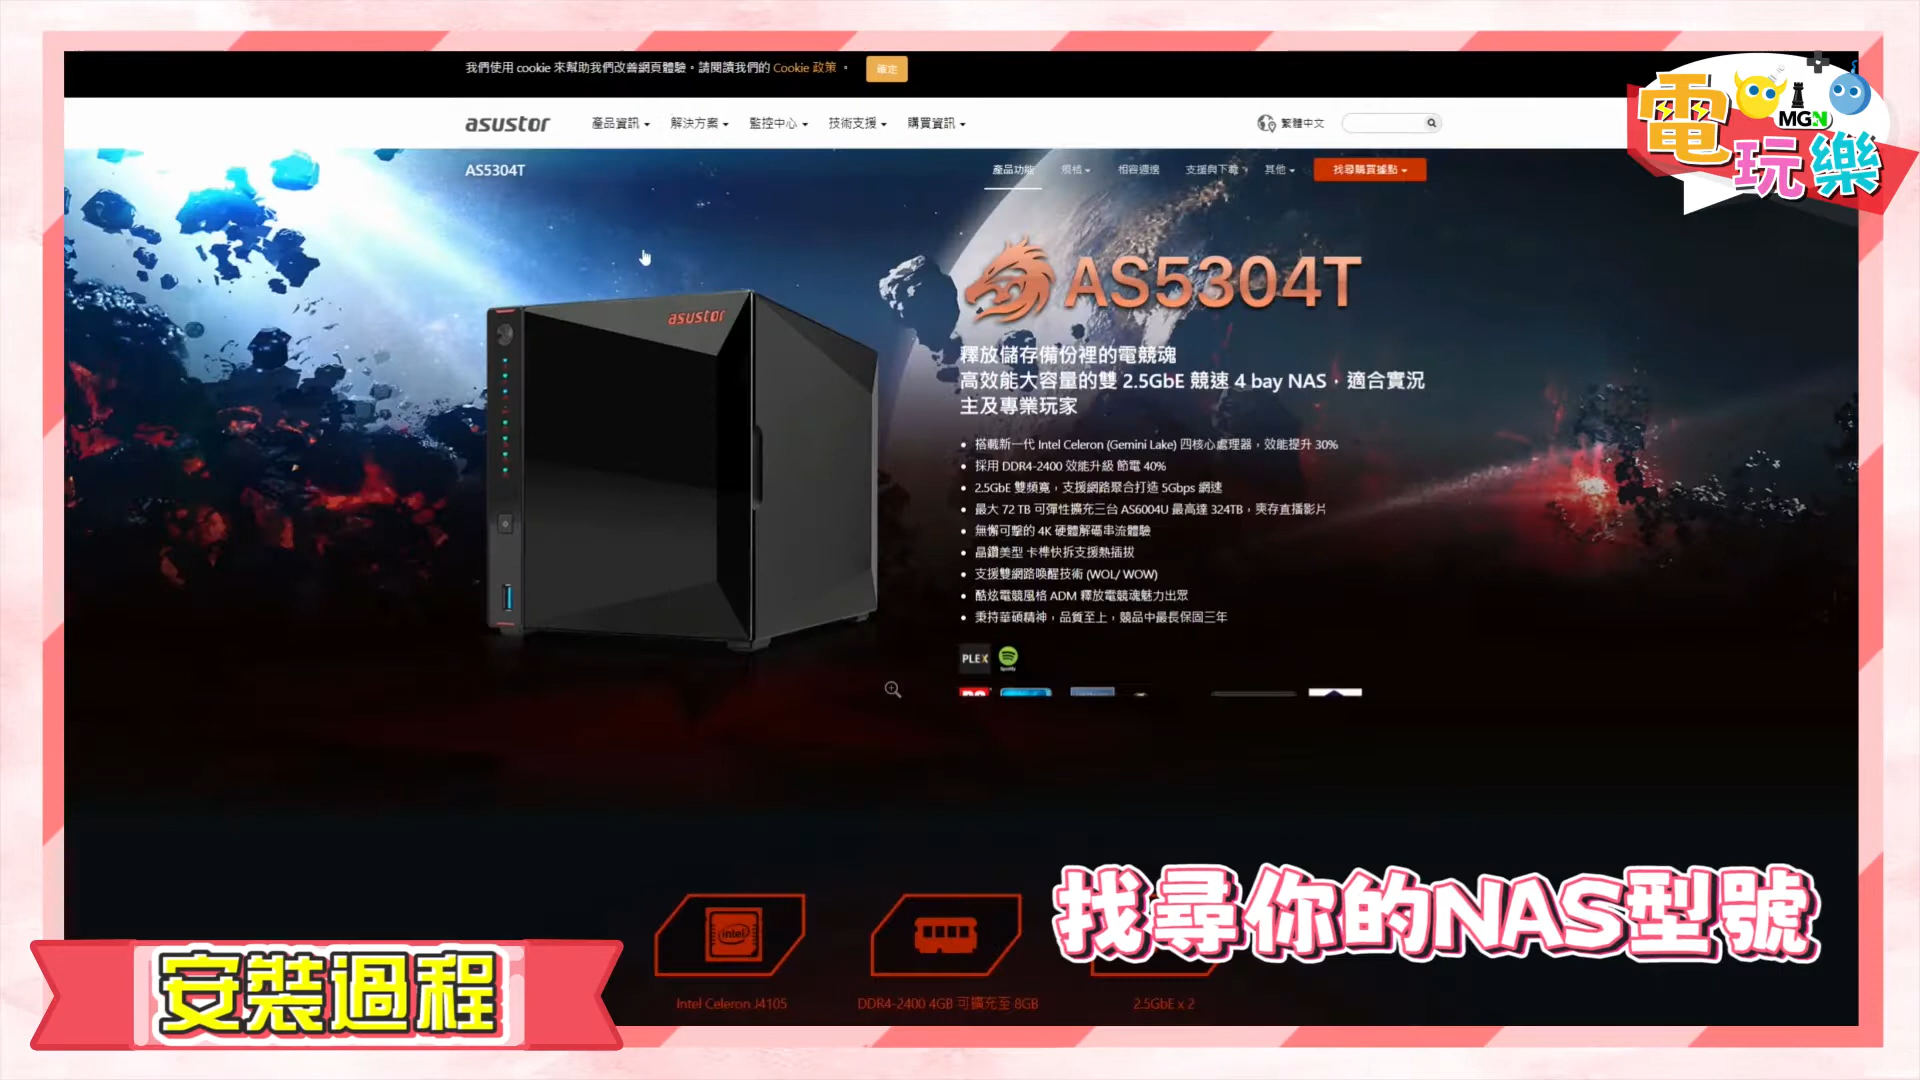 我們使用 cookie 來幫助我們改善網頁體驗。請閱讀我們的 Cookie 政策 。 確定
asustor 產品資訊 解決方案 監控中心 技術支援 購買資訊 繁體中文
MGN
電玩樂
AS5304T 產品功能 規格 相容週邊 支援與下載 其他 找尋購買據點
AS5304T
asustor
釋放儲存備份裡的電競魂
高效能大容量的雙 2.5GbE 競速 4 bay NAS，適合實況
主及專業玩家
搭載新一代 Intel Celeron (Gemini Lake) 四核心處理器，效能提升 30%
採用 DDR4-2400 效能升級 節電 40%
2.5GbE 雙頻寬，支援網路聚合打造 5Gbps 網速
最大 72 TB 可彈性擴充三台 AS6004U 最高達 324TB，爽存直播影片
無懈可擊的 4K 硬體解碼串流體驗
晶鑽美型 卡榫快拆支援熱插拔
支援雙網路喚醒技術 (WOL/ WOW)
酷炫電競風格 ADM 釋放電競魂魅力出眾
秉持華碩精神，品質至上，競品中最長保固三年
PLEX Spotify
找尋你的NAS型號
intel
Intel Celeron J4105 DDR4-2400 4GB 可擴充至 8GB 2.5GbE x 2
安裝過程